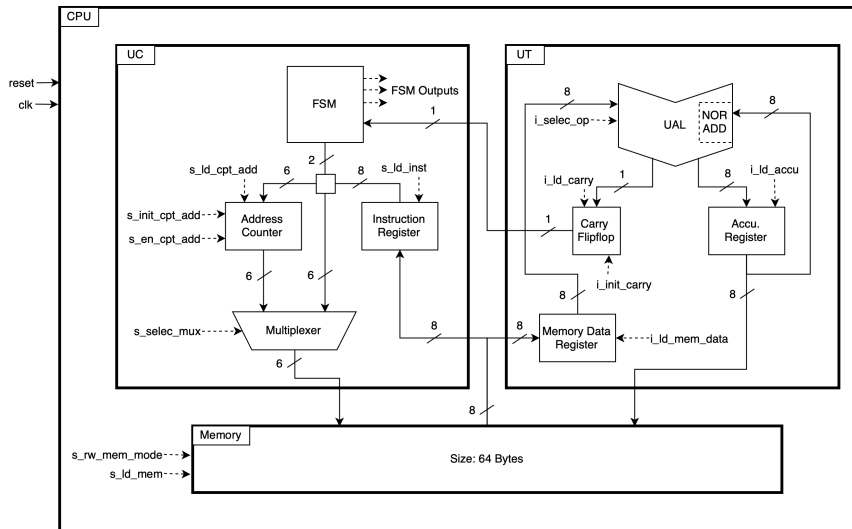 CPU
UC
UT
reset
clk
FSM
FSM Outputs
8
i_selec_op
UAL
NOR
ADD
8
1
2
s_ld_cpt_add
6
8
s_ld_inst
i_ld_carry
1
8
i_ld_accu
s_init_cpt_add
s_en_cpt_add
Address
Counter
Instruction
Register
1
Carry
Flipflop
Accu.
Register
6
6
i_init_carry
8
8
s_selec_mux
Multiplexer
8
8
Memory Data
Register
i_ld_mem_data
6
8
Memory
s_rw_mem_mode
s_ld_mem
Size: 64 Bytes